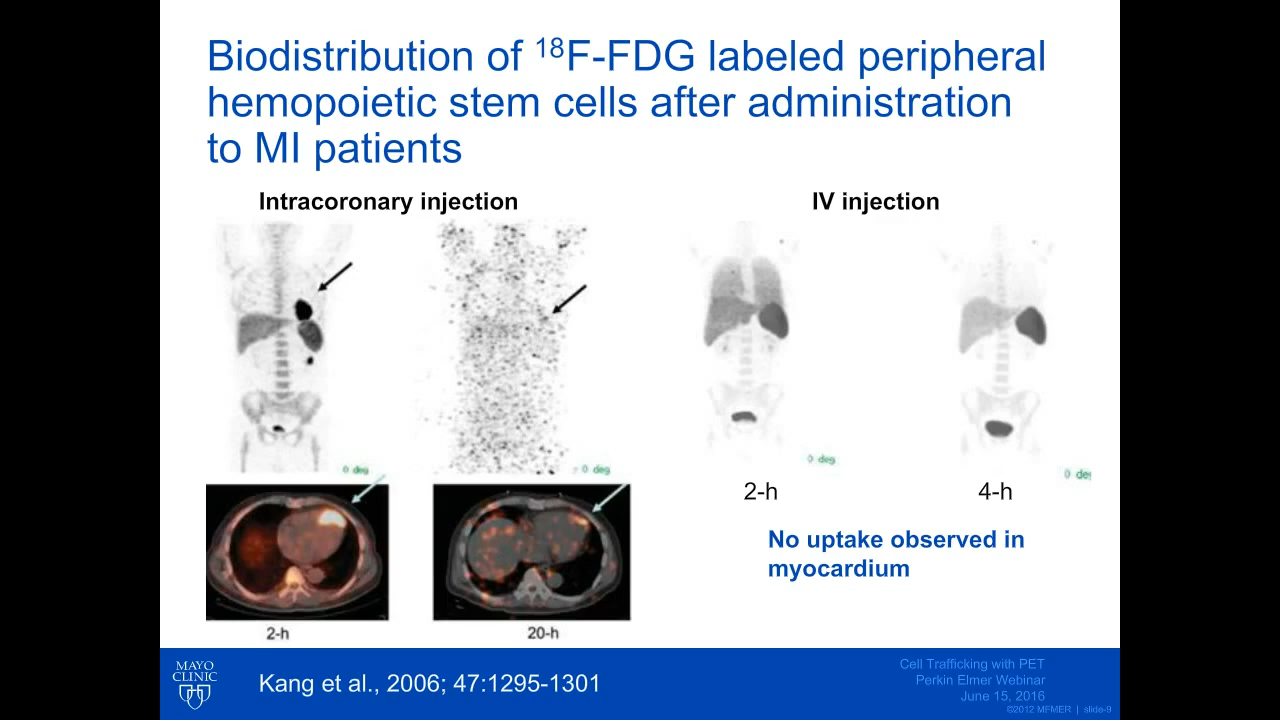 Biodistribution of 18F-FDG labeled peripheral
hemopoietic stem cells after administration
to MI patients
Intracoronary injection
IV injection
0 deg
0 deg
0 deg
0 deg
2-h
20-h
2-h
4-h
No uptake observed in
myocardium
MAYO
CLINIC
Kang et al., 2006; 47:1295-1301
Cell Trafficking with PET
Perkin Elmer Webinar
June 15, 2016
©2012 MFMER | slide-9